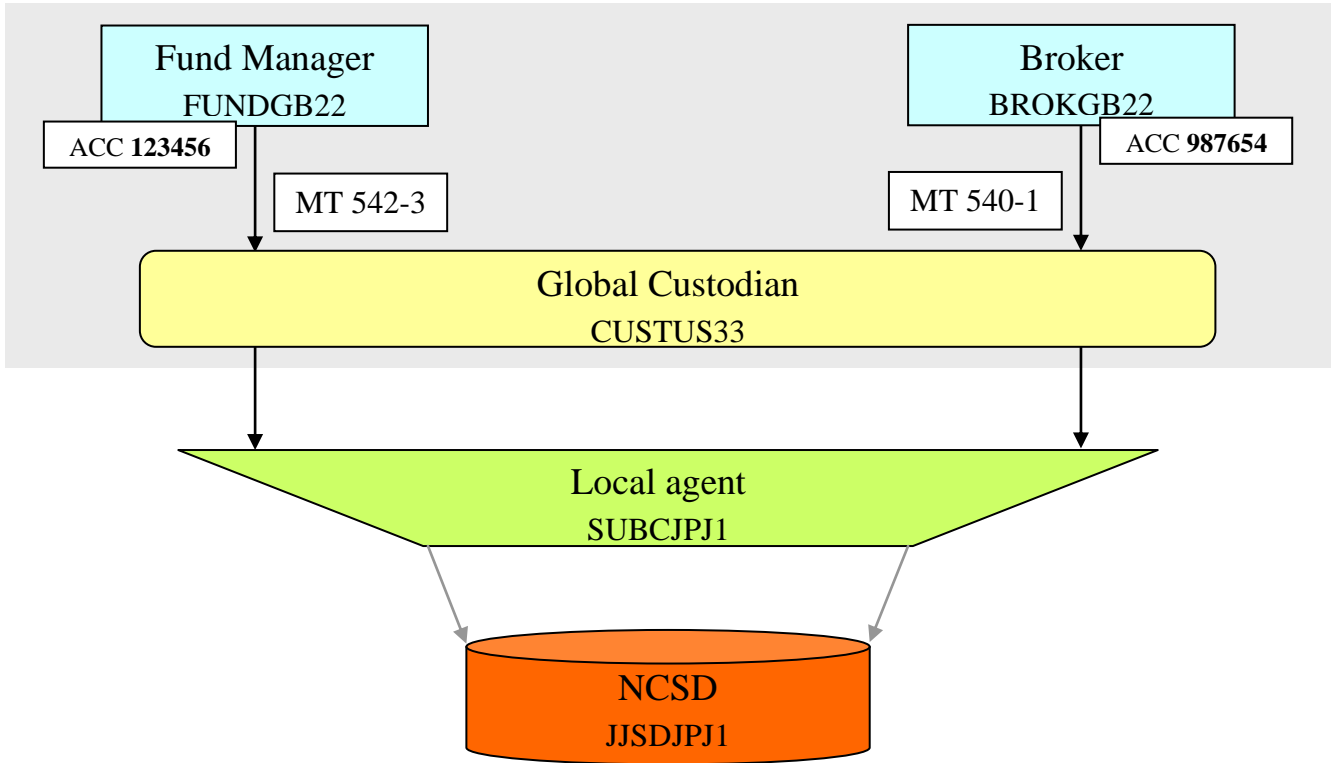 Fund Manager
FUNDGB22
ACC 123456
Broker
BROKGB22
ACC 987654
MT 542-3
MT 540-1
Global Custodian
CUSTUS33
Local agent
SUBCJPJ1
NCSD
JJSDJPJ1